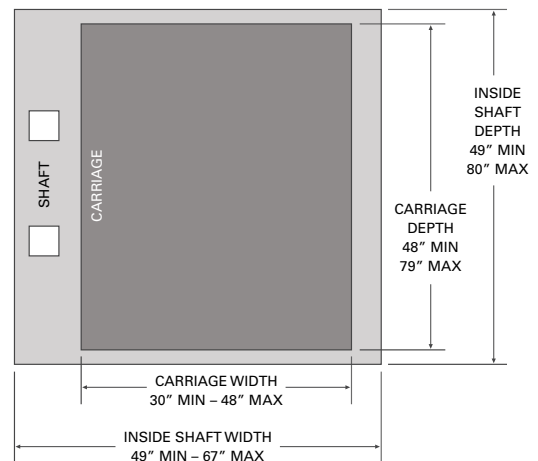 INSIDE
SHAFT
DEPTH
49” MIN
80” MAX
SHAFT
CARRIAGE
CARRIAGE
DEPTH
48” MIN
79” MAX
CARRIAGE WIDTH
30” MIN – 48” MAX
INSIDE SHAFT WIDTH
49” MIN – 67” MAX